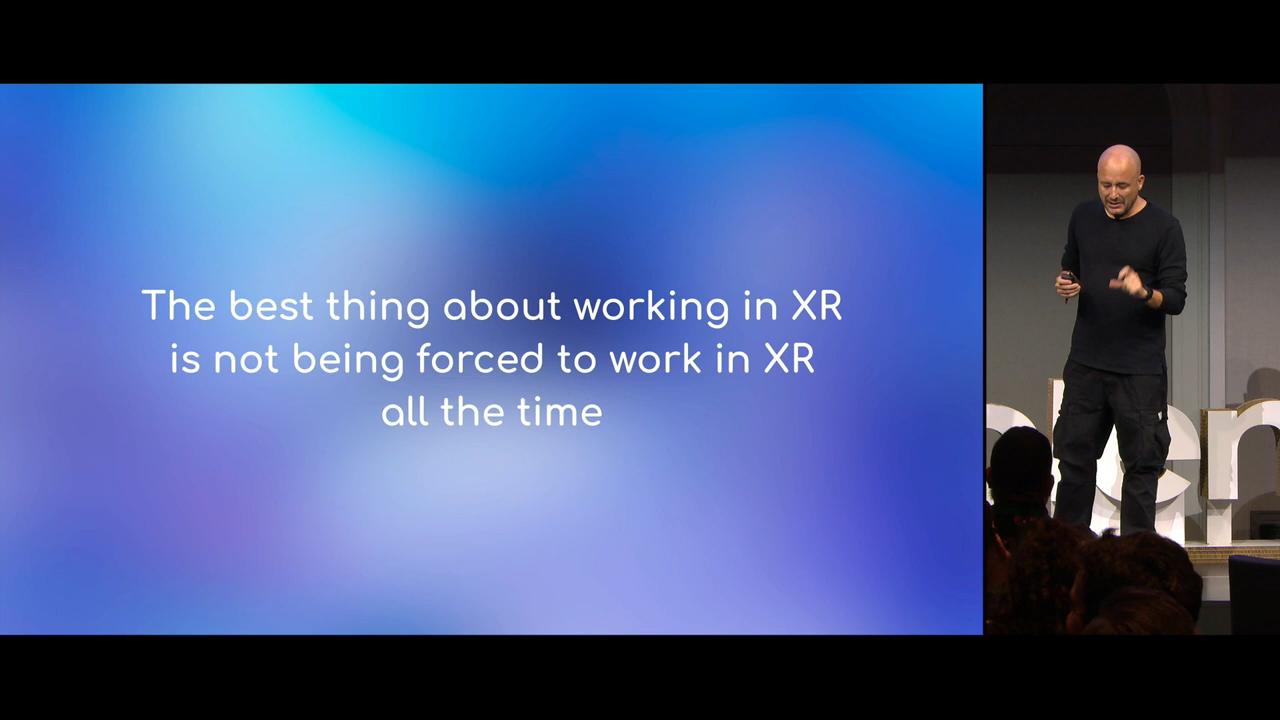 The best thing about working in XR
is not being forced to work in XR
all the time